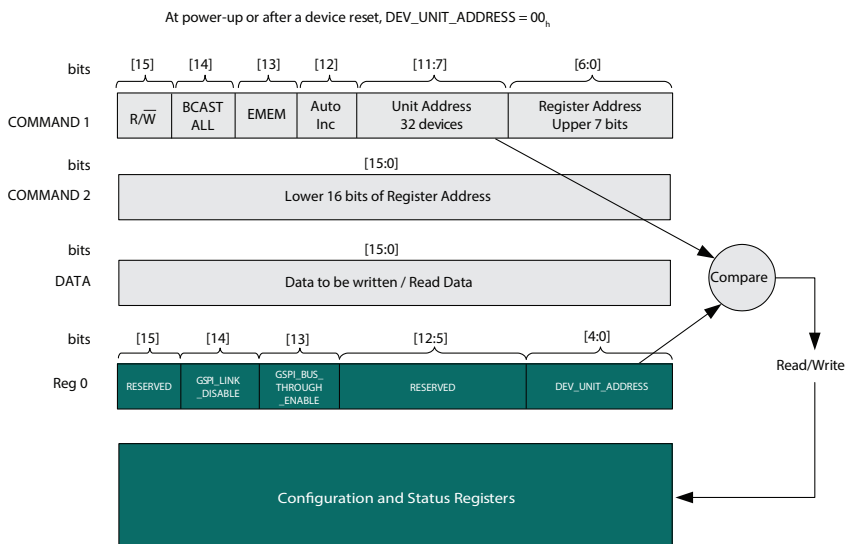 At power-up or after a device reset, DEV_UNIT_ADDRESS = 00h
bits [15] [14] [13] [12] [11:7] [6:0]
COMMAND 1
R/W
BCAST
ALL
EMEM
Auto
Inc
Unit Address
32 devices
Register Address
Upper 7 bits
bits [15:0]
COMMAND 2 Lower 16 bits of Register Address
bits [15:0]
DATA Data to be written / Read Data
Compare
bits [15] [14] [13] [12:5] [4:0]
Reg 0
RESERVED
GSPI_LINK
_DISABLE
GSPI_BUS_
THROUGH
_ENABLE
RESERVED
DEV_UNIT_ADDRESS
Read/Write
Configuration and Status Registers